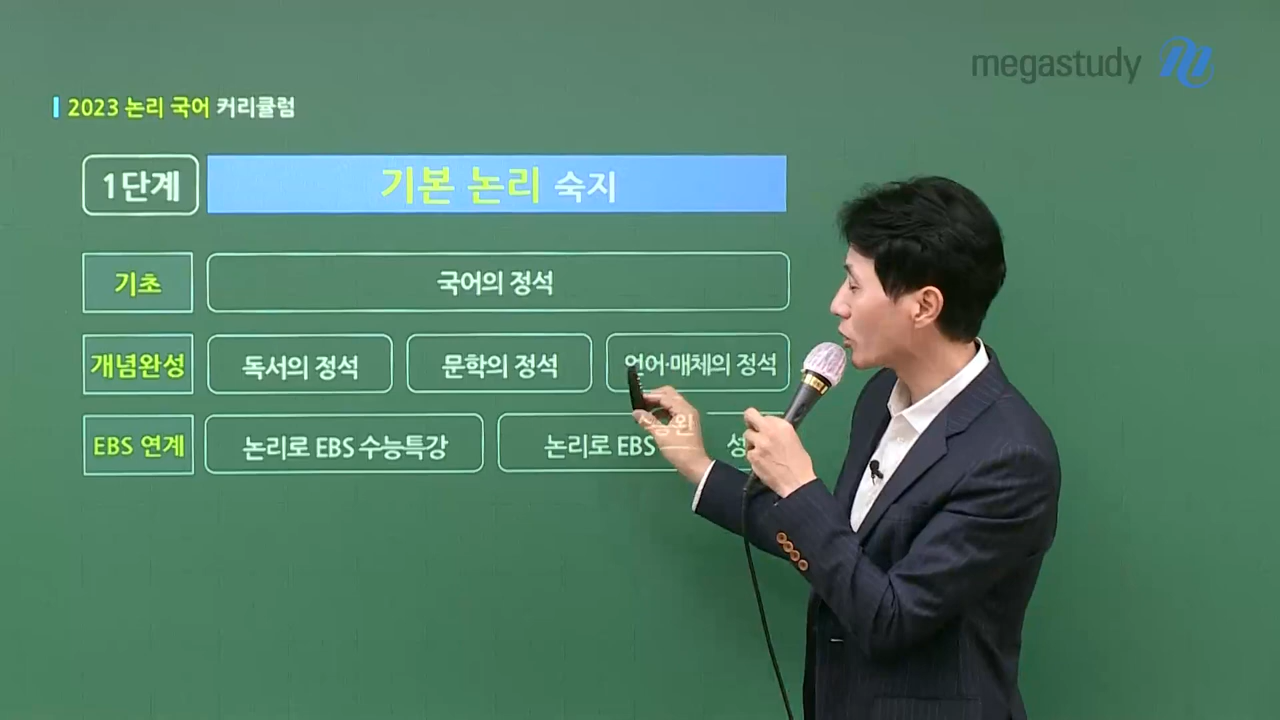 megastudy
2023 논리 국어 커리큘럼
1단계 기본 논리 숙지
기초 국어의 정석
개념완성 독서의 정석 문학의 정석 언어·매체의 정석
EBS 연계 논리로 EBS 수능특강 논리로 EBS